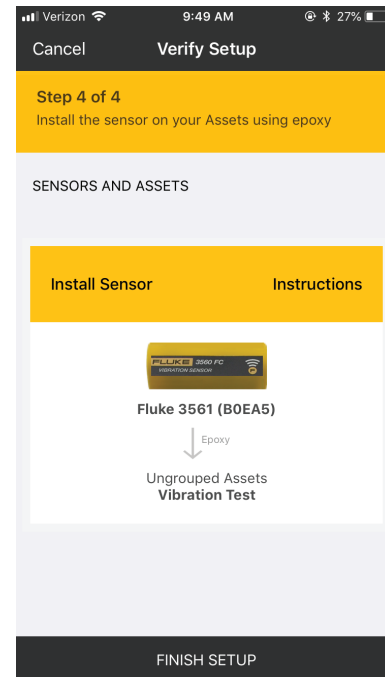 Verizon 9:49 AM 27%
Cancel Verify Setup
Step 4 of 4
Install the sensor on your Assets using epoxy
SENSORS AND ASSETS
Install Sensor Instructions
FLUKE 3560 FC
VIBRATION SENSOR
Fluke 3561 (B0EA5)
Epoxy
Ungrouped Assets
Vibration Test
FINISH SETUP